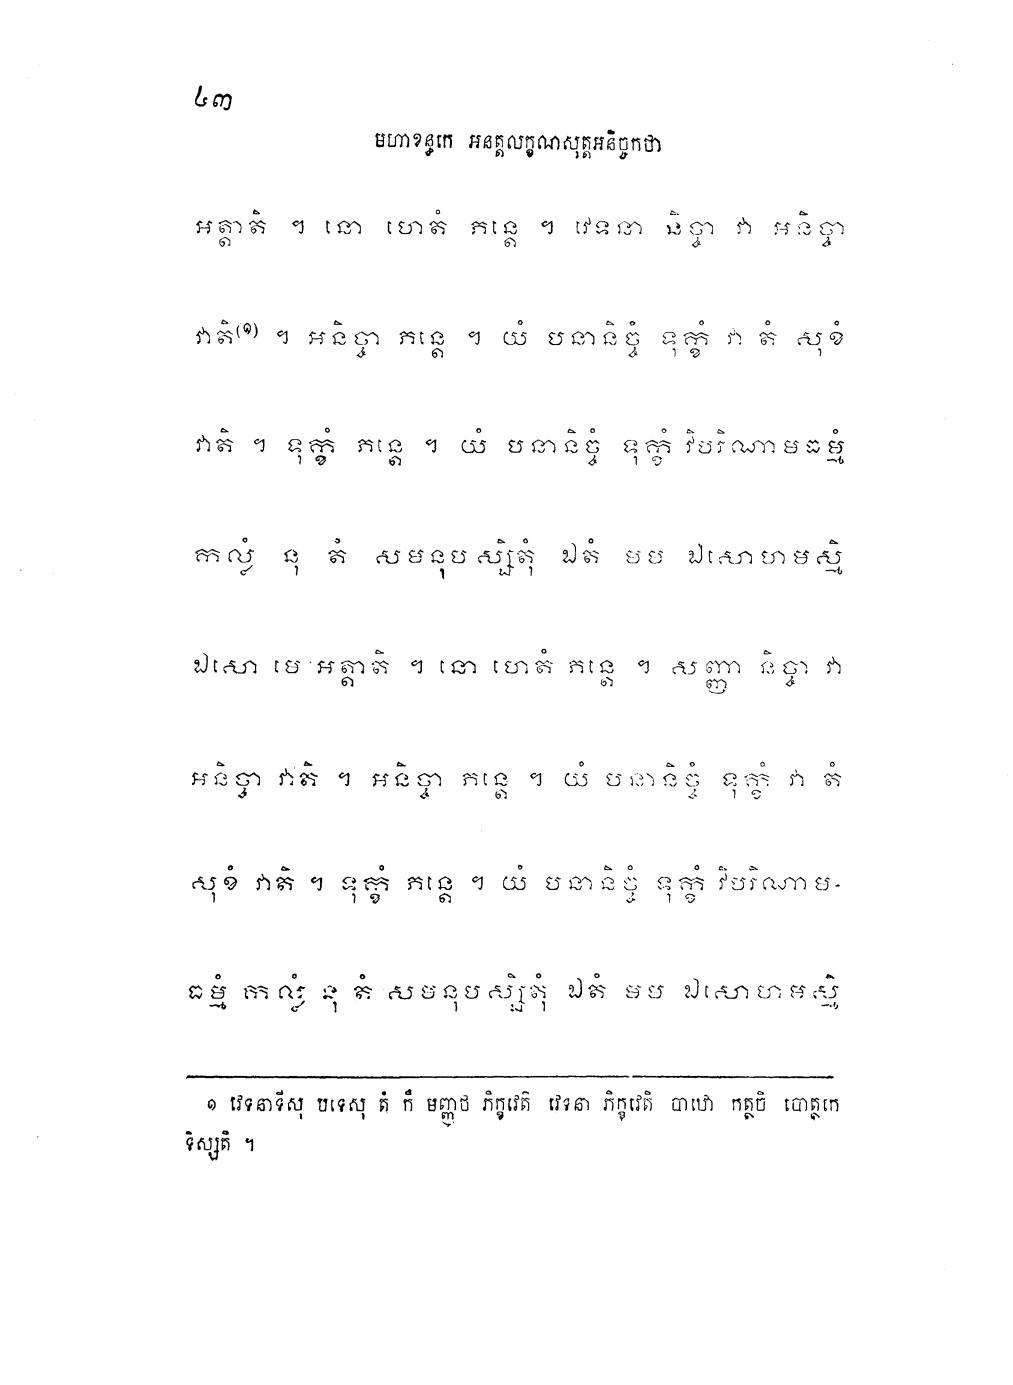 ៤៣
មហាខន្ធកេ អនត្តលក្ខណសុត្តអនិច្ចកថា
អត្តាតិ ។ នោ ហេតំ ភន្តេ ។ វេទនា និច្ចា វា អនិច្ចា
វាតិ(១) ។ អនិច្ចា ភន្តេ ។ យំ បនានិច្ចំ ទុក្ខំ វា តំ សុខំ
វាតិ ។ ទុក្ខំ ភន្តេ ។ យំ បនានិច្ចំ ទុក្ខំ វិបរិណាមធម្មំ
កល្លំ នុ តំ សមនុបស្សិតុំ ឯតំ មម ឯសោហមស្មិ
ឯសោ មេ អត្តាតិ ។ នោ ហេតំ ភន្តេ ។ សញ្ញា និច្ចា វា
អនិច្ចា វាតិ ។ អនិច្ចា ភន្តេ ។ យំ បនានិច្ចំ ទុក្ខំ វា តំ
សុខំ វាតិ ។ ទុក្ខំ ភន្តេ ។ យំ បនានិច្ចំ ទុក្ខំ វិបរិណាម-
ធម្មំ កល្លំ នុ តំ សមនុបស្សិតុំ ឯតំ មម ឯសោហមស្មិ
១ វេទនាទីសុ បទេសុ តំ កឹ មញ្ញថ ភិក្ខវេតិ វេទនា ភិក្ខវេតិ បាឋោ កត្ថចិ បោត្ថកេ
ទិស្សតិ ។